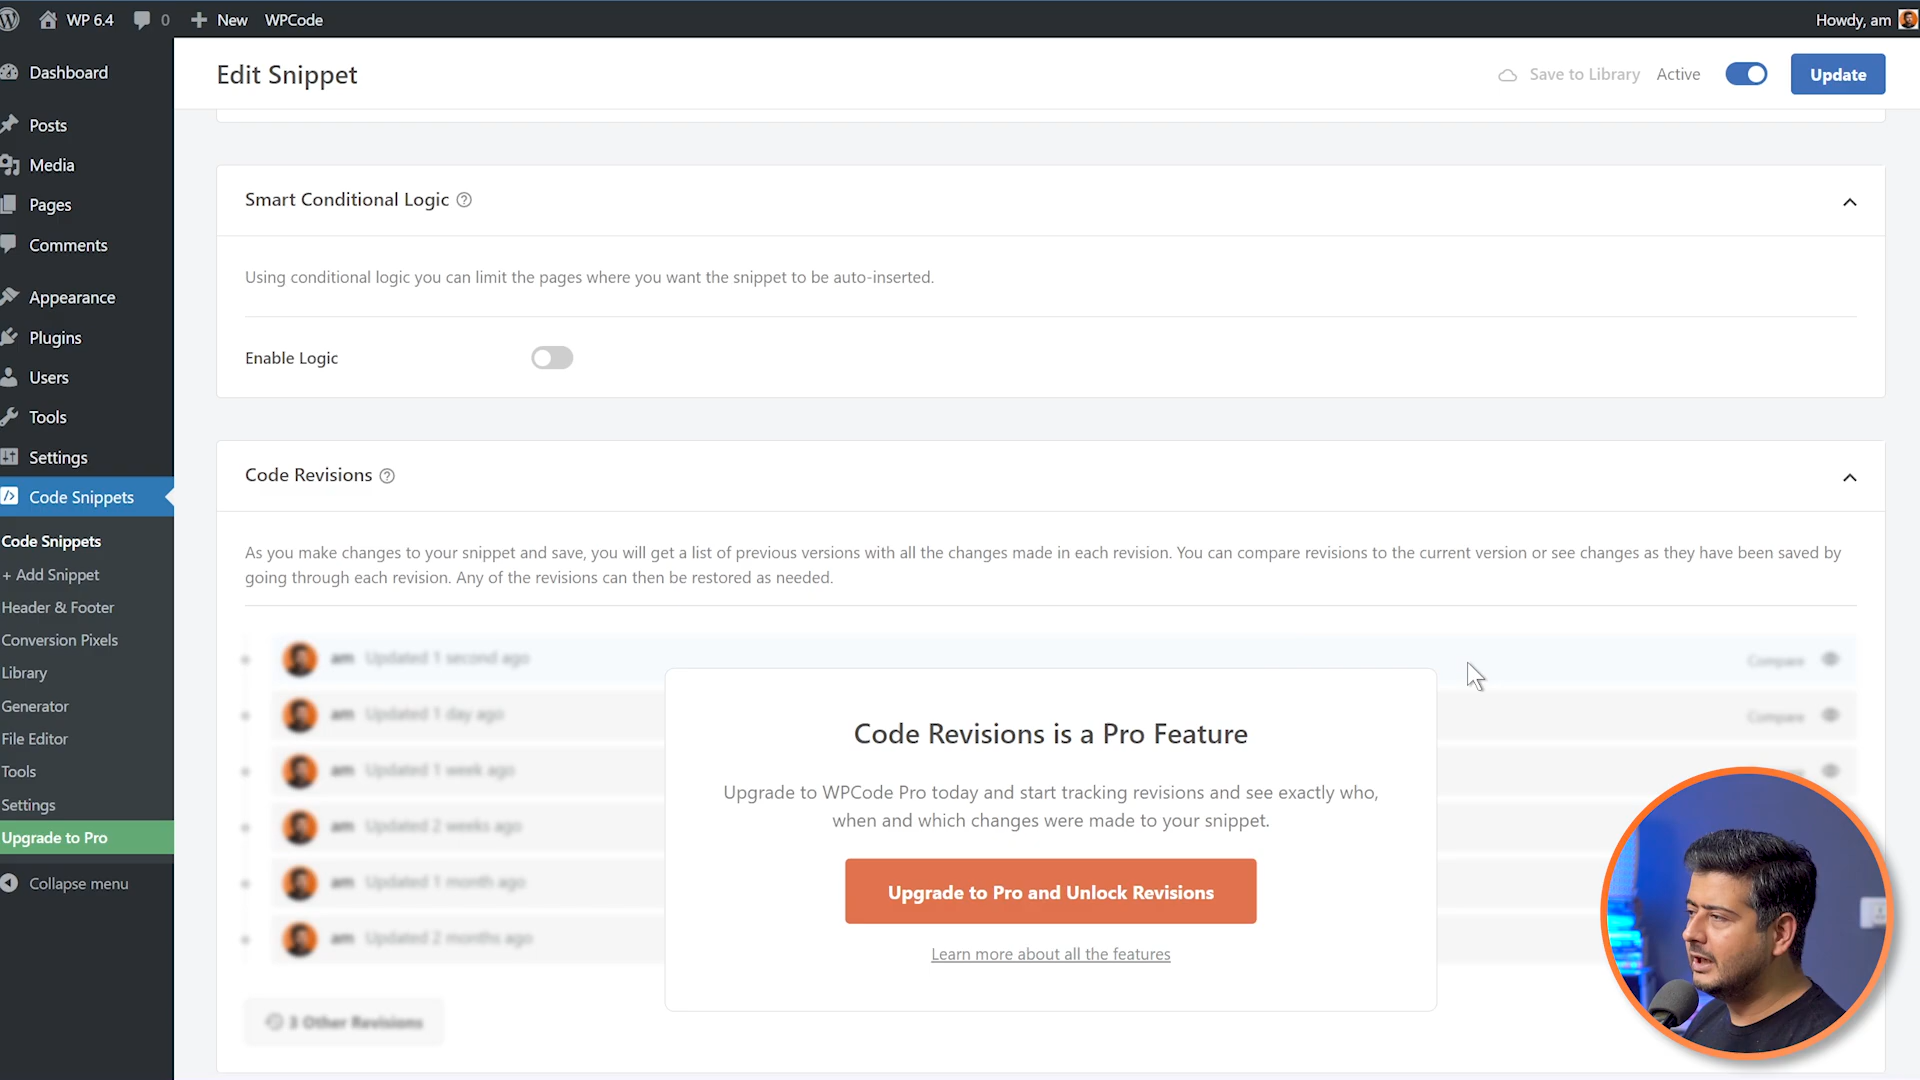 WP 6.4
0
New
WPCode
Howdy, am
Dashboard
Posts
Media
Pages
Comments
Appearance
Plugins
Users
Tools
Settings
Code Snippets
Code Snippets
+ Add Snippet
Header & Footer
Conversion Pixels
Library
Generator
File Editor
Tools
Settings
Upgrade to Pro
Collapse menu
Edit Snippet
Save to Library
Active
Update
Smart Conditional Logic
Using conditional logic you can limit the pages where you want the snippet to be auto-inserted.
Enable Logic
Code Revisions
As you make changes to your snippet and save, you will get a list of previous versions with all the changes made in each revision. You can compare revisions to the current version or see changes as they have been saved by
going through each revision. Any of the revisions can then be restored as needed.
am Updated 1 second ago
Compare
am Updated 1 day ago
Compare
am Updated 1 week ago
am Updated 2 weeks ago
am Updated 1 month ago
am Updated 2 months ago
3 Other Revisions
Code Revisions is a Pro Feature
Upgrade to WPCode Pro today and start tracking revisions and see exactly who,
when and which changes were made to your snippet.
Upgrade to Pro and Unlock Revisions
Learn more about all the features